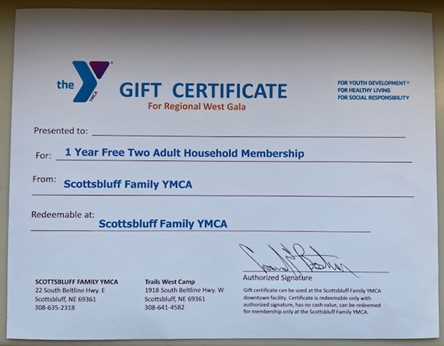 the
YMCA
GIFT CERTIFICATE
For Regional West Gala
FOR YOUTH DEVELOPMENT®
FOR HEALTHY LIVING
FOR SOCIAL RESPONSIBILITY
Presented to:
For: 1 Year Free Two Adult Household Membership
From: Scottsbluff Family YMCA
Redeemable at: Scottsbluff Family YMCA
Authorized Signature
SCOTTSBLUFF FAMILY YMCA
22 South Beltline Hwy. E
Scottsbluff, NE 69361
308-635-2318
Trails West Camp
1918 South Beltline Hwy. W
Scottsbluff, NE 69361
308-641-4582
Gift certificate can be used at the Scottsbluff Family YMCA
downtown facility. Certificate is redeemable only with
authorized signature, has no cash value, can be redeemed
for membership only at the Scottsbluff Family YMCA.